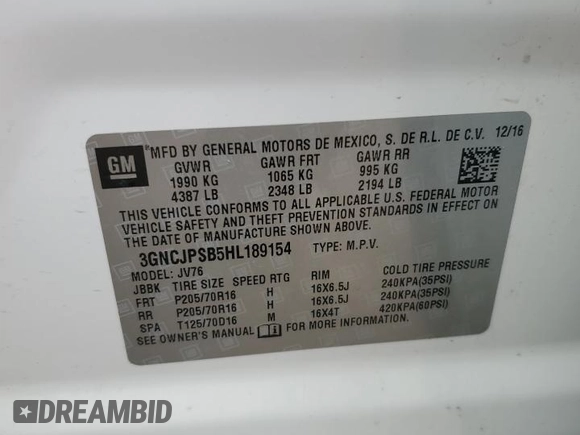 GM
MFD BY GENERAL MOTORS DE MEXICO, S. DE R.L. DE C.V. 12/16
GVWR GAWR FRT GAWR RR
1990 KG 1065 KG 995 KG
4387 LB 2348 LB 2194 LB
THIS VEHICLE CONFORMS TO ALL APPLICABLE U.S. FEDERAL MOTOR
VEHICLE SAFETY AND THEFT PREVENTION STANDARDS IN EFFECT
ON THE DATE OF MANUFACTURE SHOWN ABOVE.
3GNCJPSB5HL189154 TYPE: M.P.V.
MODEL: JV76
JBBK TIRE SIZE SPEED RTG RIM COLD TIRE PRESSURE
FRT P205/70R16 H 16X6.5J 240KPA(35PSI)
RR P205/70R16 H 16X6.5J 240KPA(35PSI)
SPA T125/70D16 M 16X4T 420KPA(60PSI)
SEE OWNER'S MANUAL FOR MORE INFORMATION.
DREAMBID